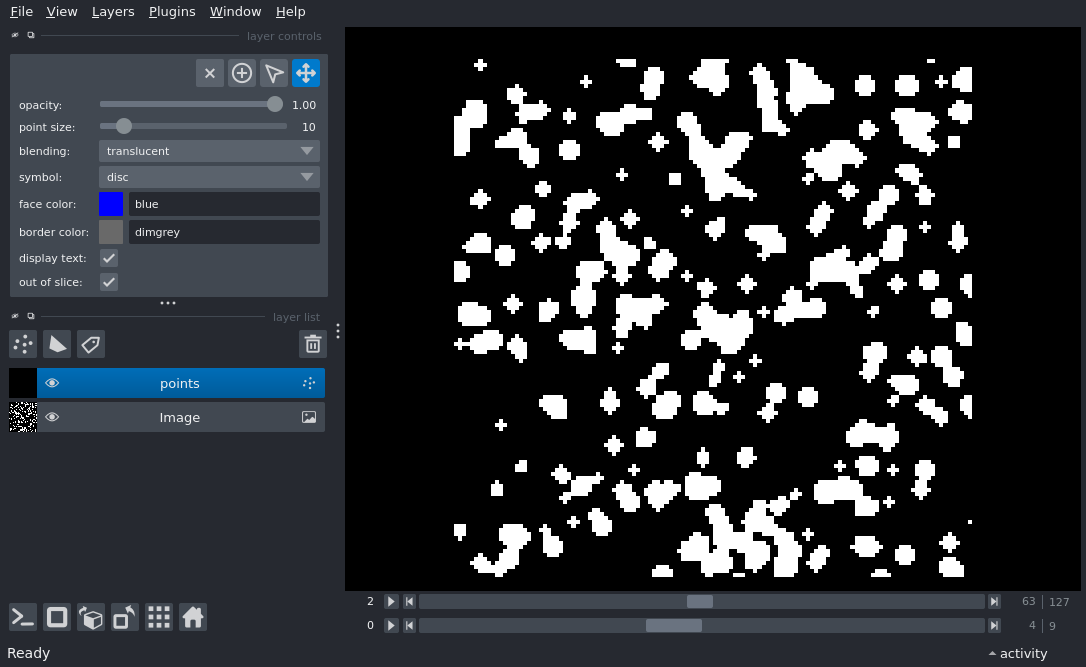 File View Layers Plugins Window Help
layer controls
opacity: 1.00
point size: 10
blending: translucent
symbol: disc
face color: blue
border color: dimgrey
display text:
out of slice:
layer list
points
Image
2 63 | 127
0 4 | 9
Ready activity